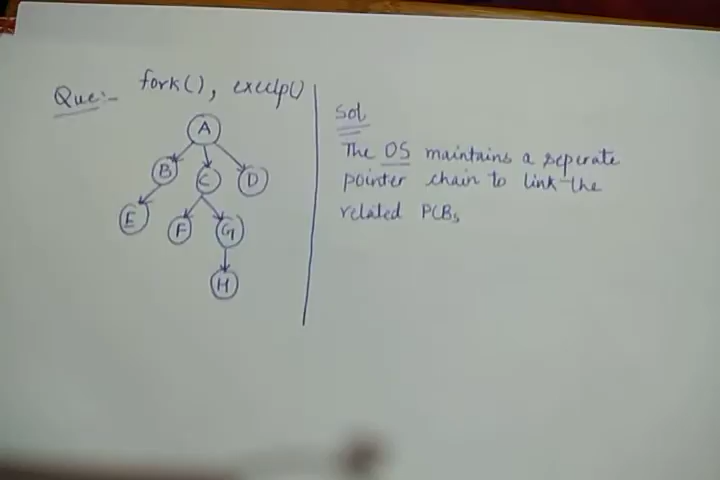 Que:- fork(), execlp()
A
B C D
E F G
H
Sol
The OS maintains a seperate
pointer chain to link the
related PCBs